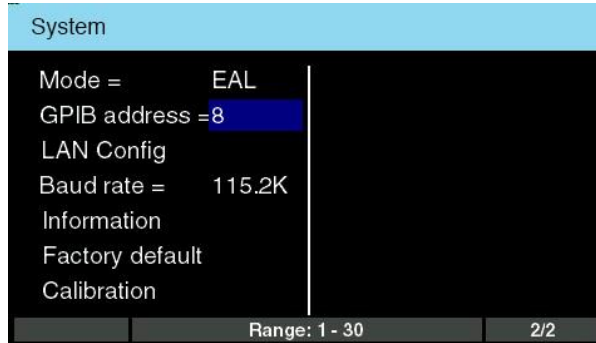 System
Mode = EAL
GPIB address =8
LAN Config
Baud rate = 115.2K
Information
Factory default
Calibration
Range: 1 - 30 2/2